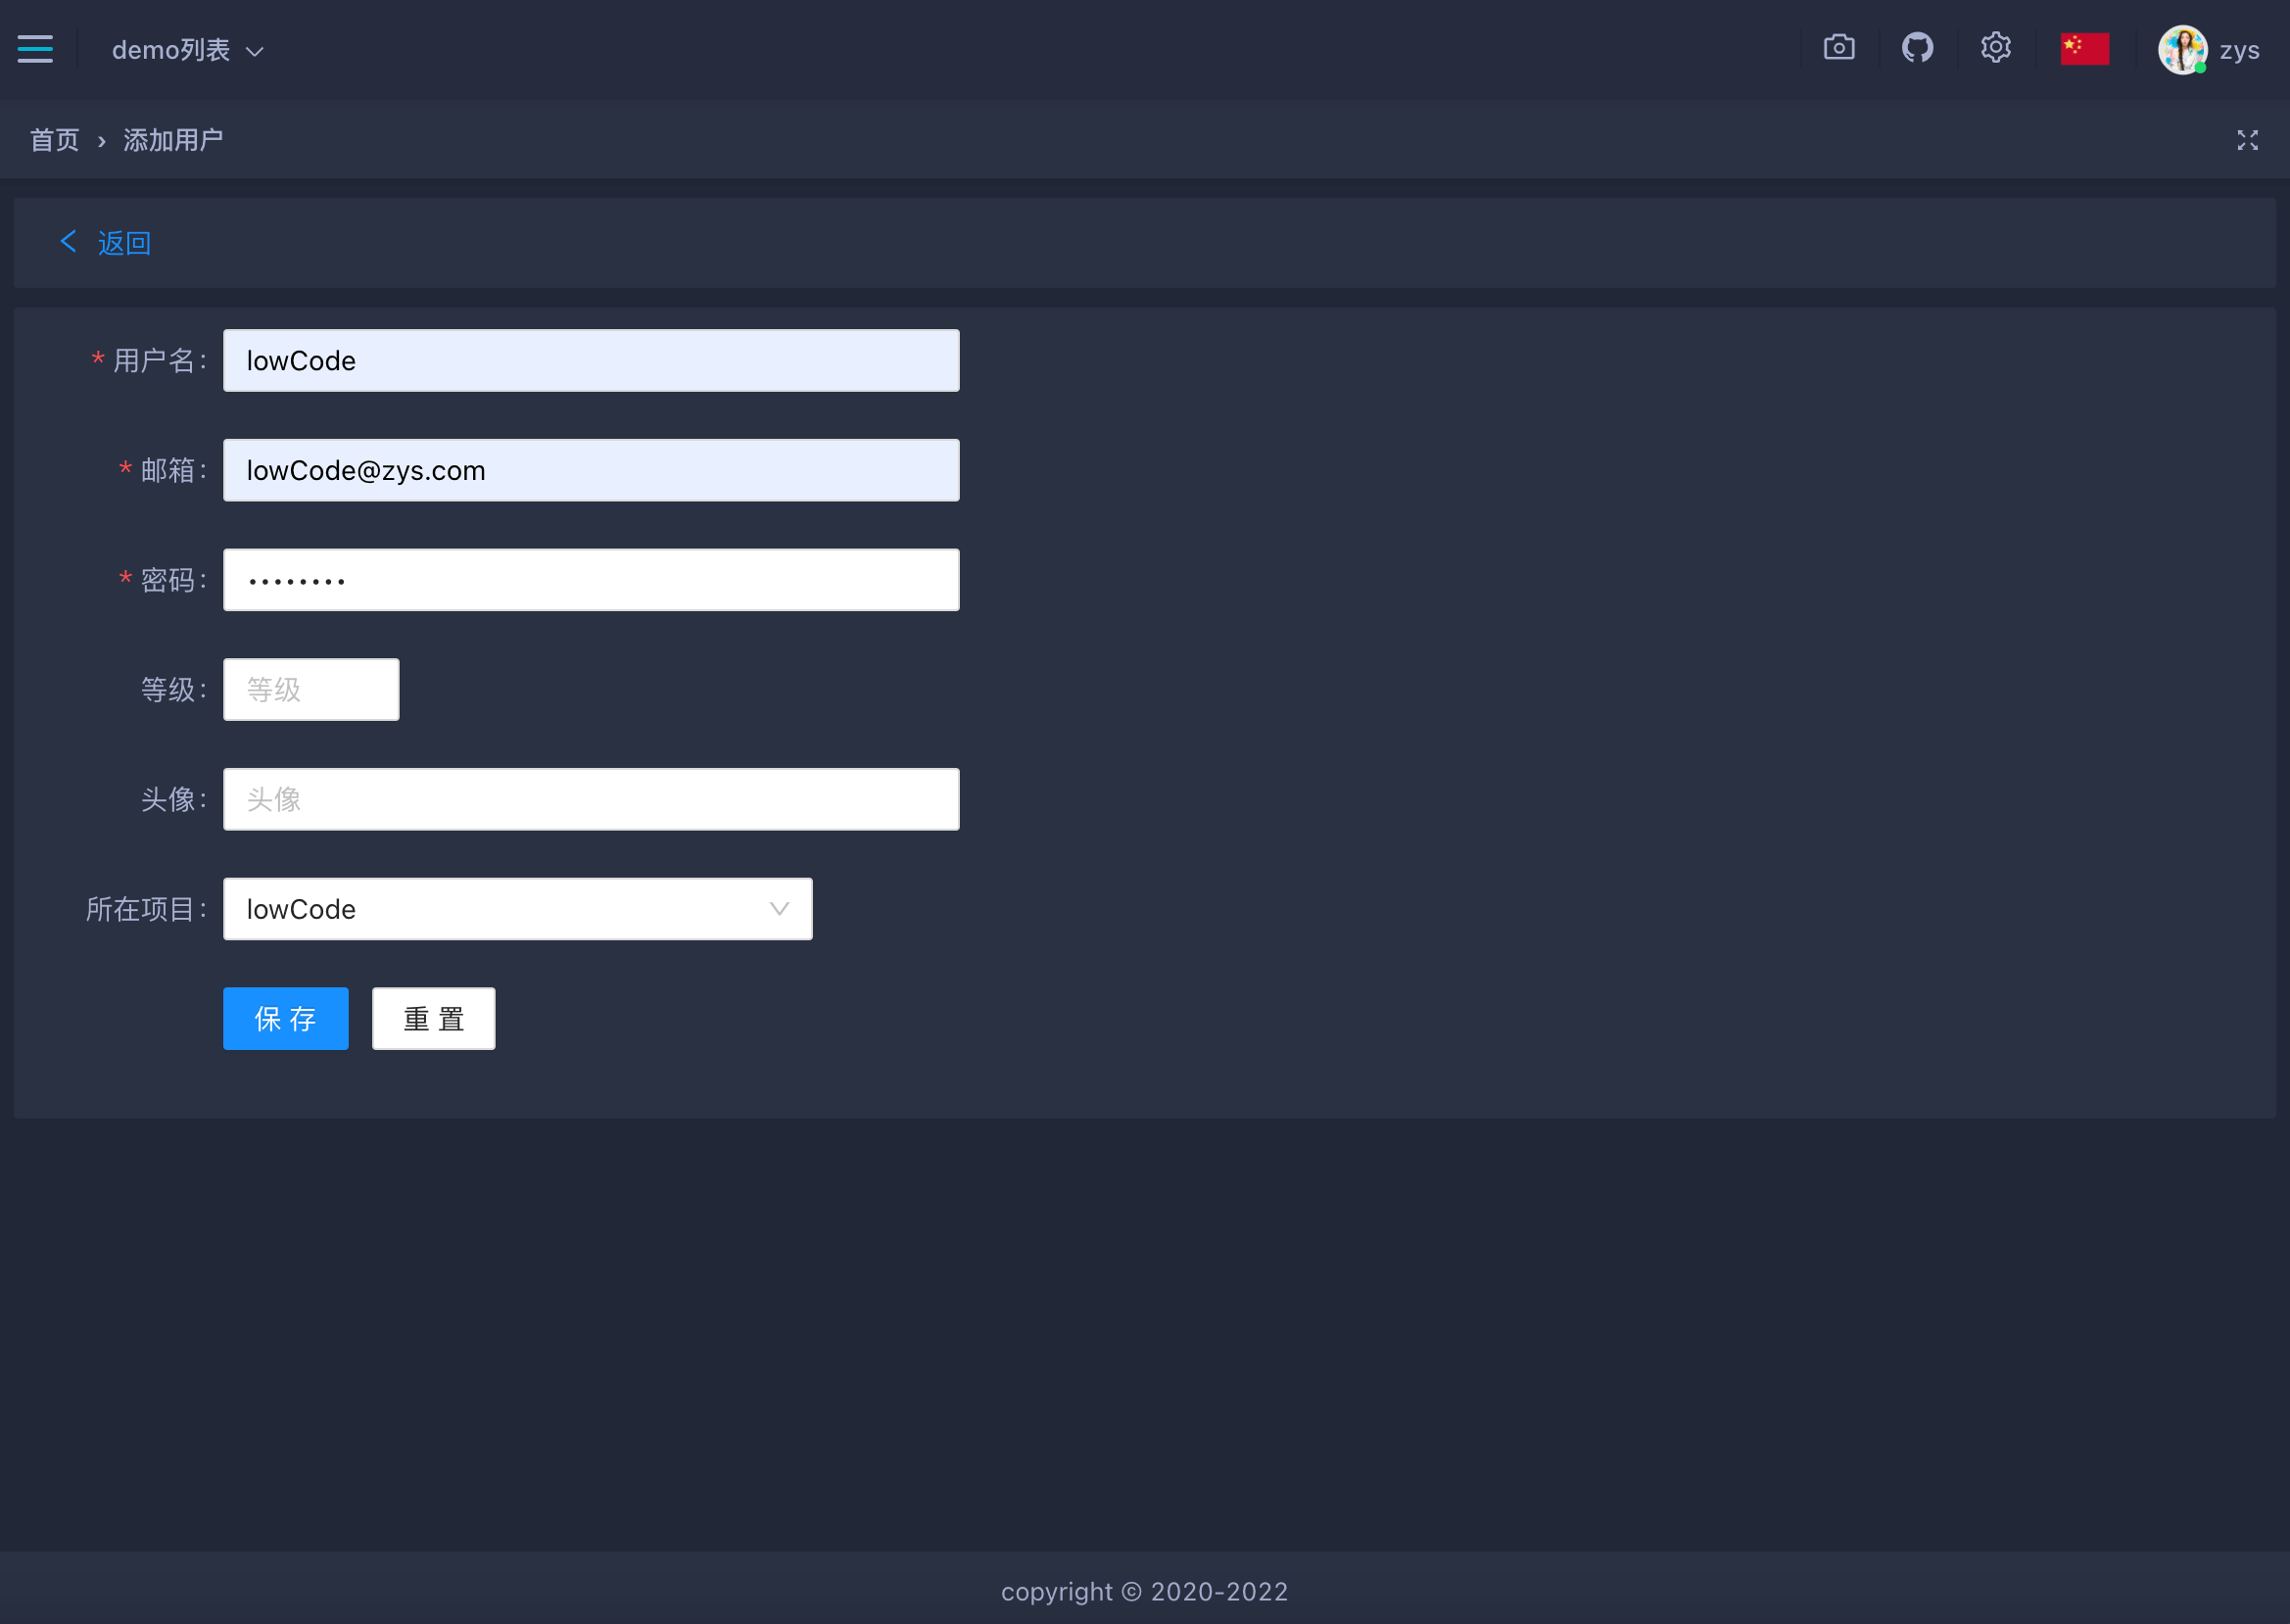 demo列表
zys
首页 › 添加用户
返回
* 用户名:
lowCode
* 邮箱:
lowCode@zys.com
* 密码:
••••••••
等级:
等级
头像:
头像
所在项目:
lowCode
保 存
重 置
copyright © 2020-2022